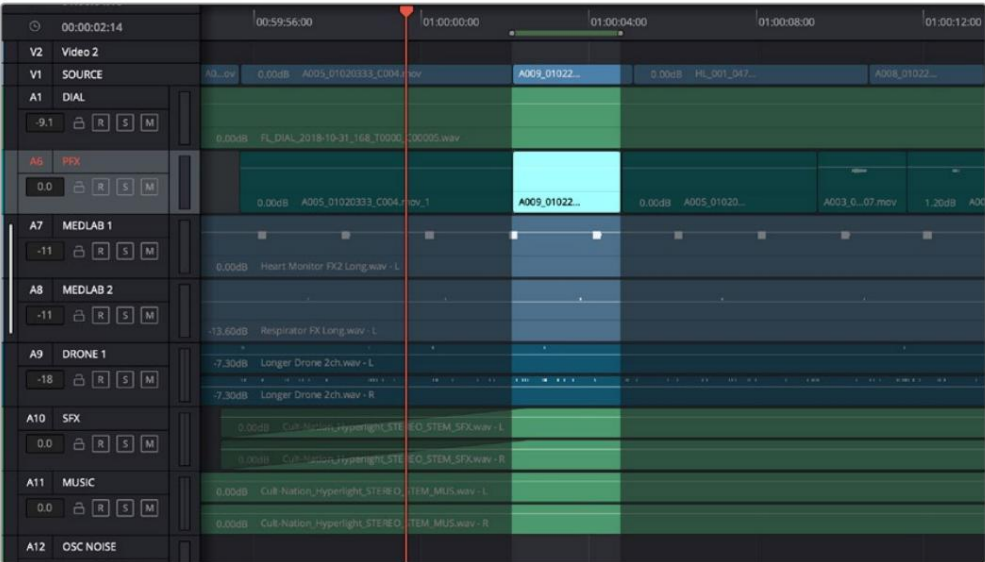 00:00:02:14
00:59:56:00
01:00:00:00
01:00:04:00
01:00:08:00
01:00:12:00
V2 Video 2
V1 SOURCE
A0...ov 0.00dB A005_01020333_C004.mov A009_01022... 0.00dB HL_001_047... A008_01022...
A1 DIAL
-9.1 R S M
0.00dB FL_DIAL_2018-10-31_168_T0000_C00005.wav
A6 PFX
0.0 R S M
0.00dB A005_01020333_C004.mov_1 A009_01022... 0.00dB A005_01020... A003_0...07.mov 1.20dB A00
A7 MEDLAB 1
-11 R S M
0.00dB Heart Monitor FX2 Long.wav - L
A8 MEDLAB 2
-11 R S M
-13.60dB Respirator FX Long.wav - L
A9 DRONE 1
-7.30dB Longer Drone 2ch.wav - L
-18 R S M
-7.30dB Longer Drone 2ch.wav - R
A10 SFX
0.00dB Cult-Nation_Hyperlight_STEREO_STEM_SFX.wav - L
0.0 R S M
0.00dB Cult-Nation_Hyperlight_STEREO_STEM_SFX.wav - R
A11 MUSIC
0.00dB Cult-Nation_Hyperlight_STEREO_STEM_MUS.wav - L
0.0 R S M
0.00dB Cult-Nation_Hyperlight_STEREO_STEM_MUS.wav - R
A12 OSC NOISE